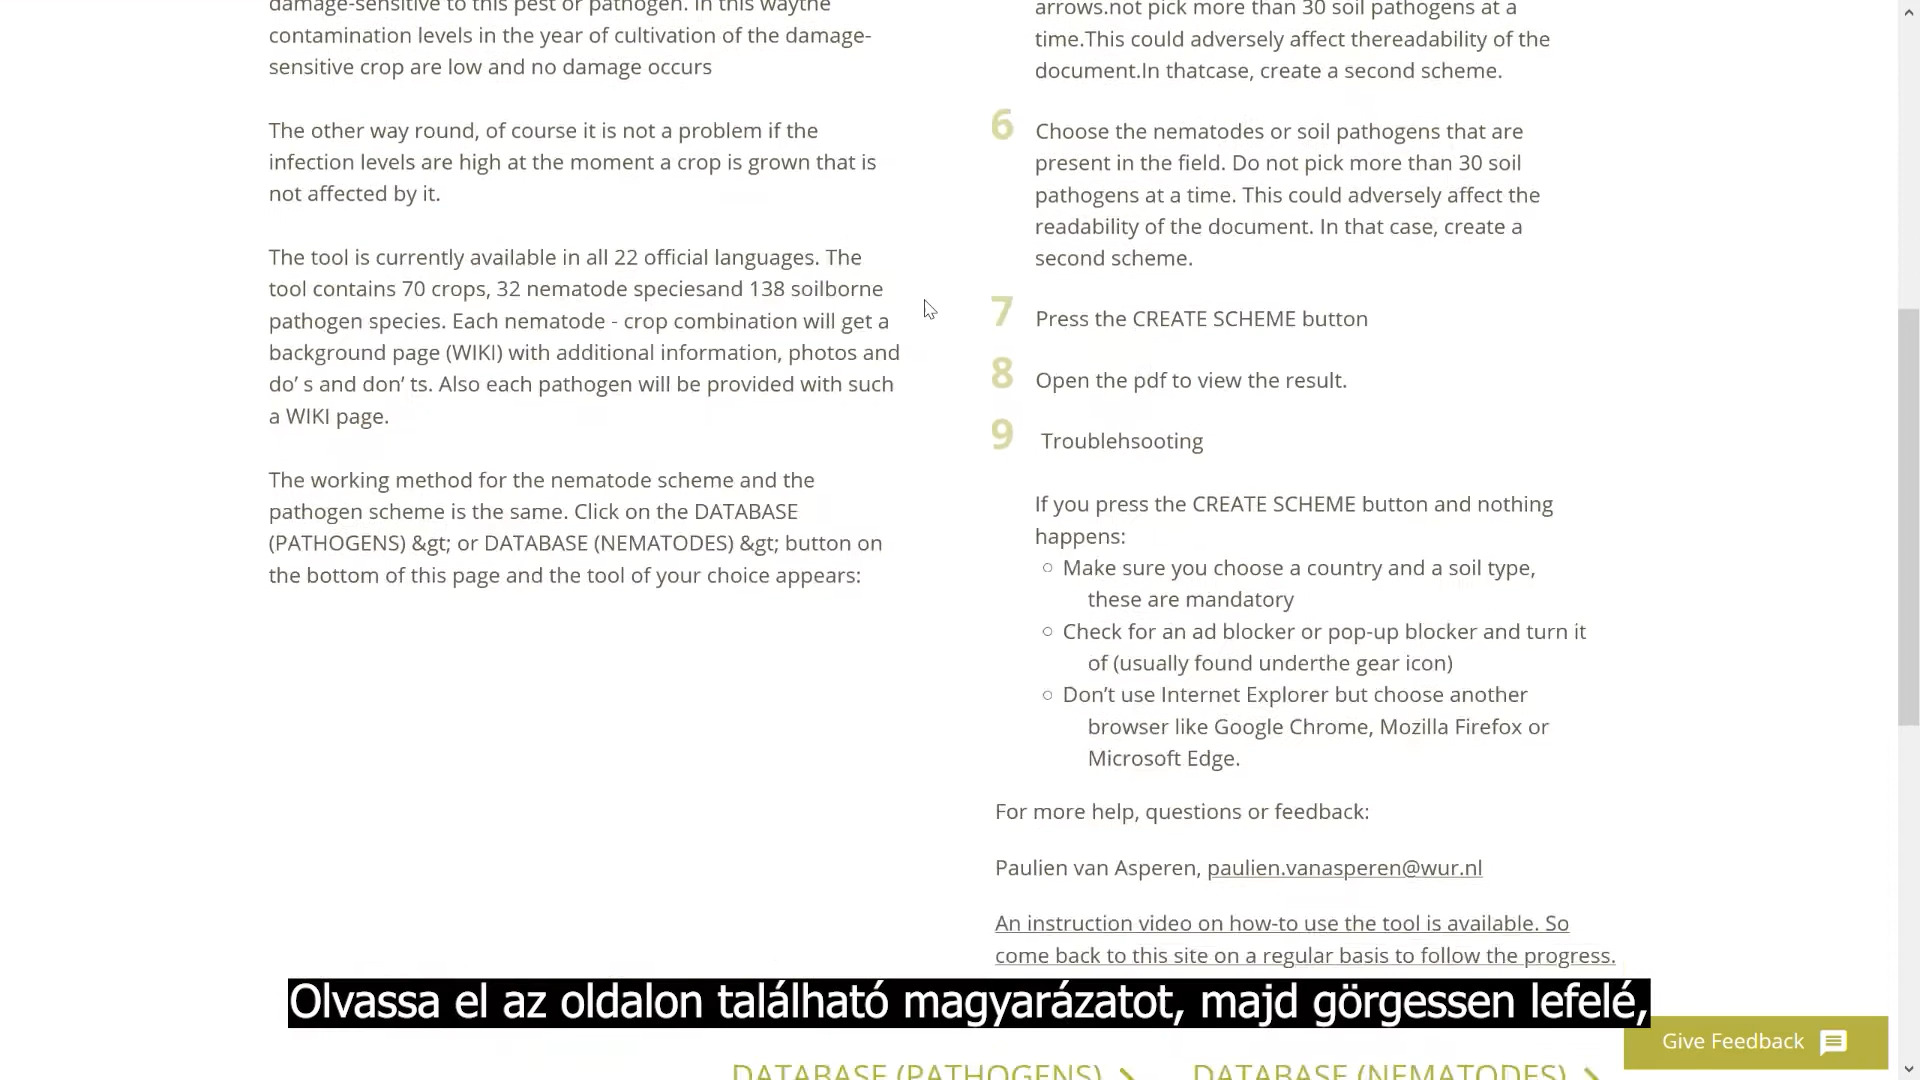 damage-sensitive to this pest or pathogen. In this waythe
contamination levels in the year of cultivation of the damage-
sensitive crop are low and no damage occurs
The other way round, of course it is not a problem if the
infection levels are high at the moment a crop is grown that is
not affected by it.
The tool is currently available in all 22 official languages. The
tool contains 70 crops, 32 nematode speciesand 138 soilborne
pathogen species. Each nematode - crop combination will get a
background page (WIKI) with additional information, photos and
do’ s and don’ ts. Also each pathogen will be provided with such
a WIKI page.
The working method for the nematode scheme and the
pathogen scheme is the same. Click on the DATABASE
(PATHOGENS) &gt; or DATABASE (NEMATODES) &gt; button on
the bottom of this page and the tool of your choice appears:
arrows.not pick more than 30 soil pathogens at a
time.This could adversely affect thereadability of the
document.In thatcase, create a second scheme.
6 Choose the nematodes or soil pathogens that are
present in the field. Do not pick more than 30 soil
pathogens at a time. This could adversely affect the
readability of the document. In that case, create a
second scheme.
7 Press the CREATE SCHEME button
8 Open the pdf to view the result.
9 Troublehsooting
If you press the CREATE SCHEME button and nothing
happens:
○ Make sure you choose a country and a soil type,
these are mandatory
○ Check for an ad blocker or pop-up blocker and turn it
of (usually found underthe gear icon)
○ Don’t use Internet Explorer but choose another
browser like Google Chrome, Mozilla Firefox or
Microsoft Edge.
For more help, questions or feedback:
Paulien van Asperen, paulien.vanasperen@wur.nl
An instruction video on how-to use the tool is available. So
come back to this site on a regular basis to follow the progress.
Olvassa el az oldalon található magyarázatot, majd görgessen lefelé,
Give Feedback
DATABASE (PATHOGENS) DATABASE (NEMATODES)